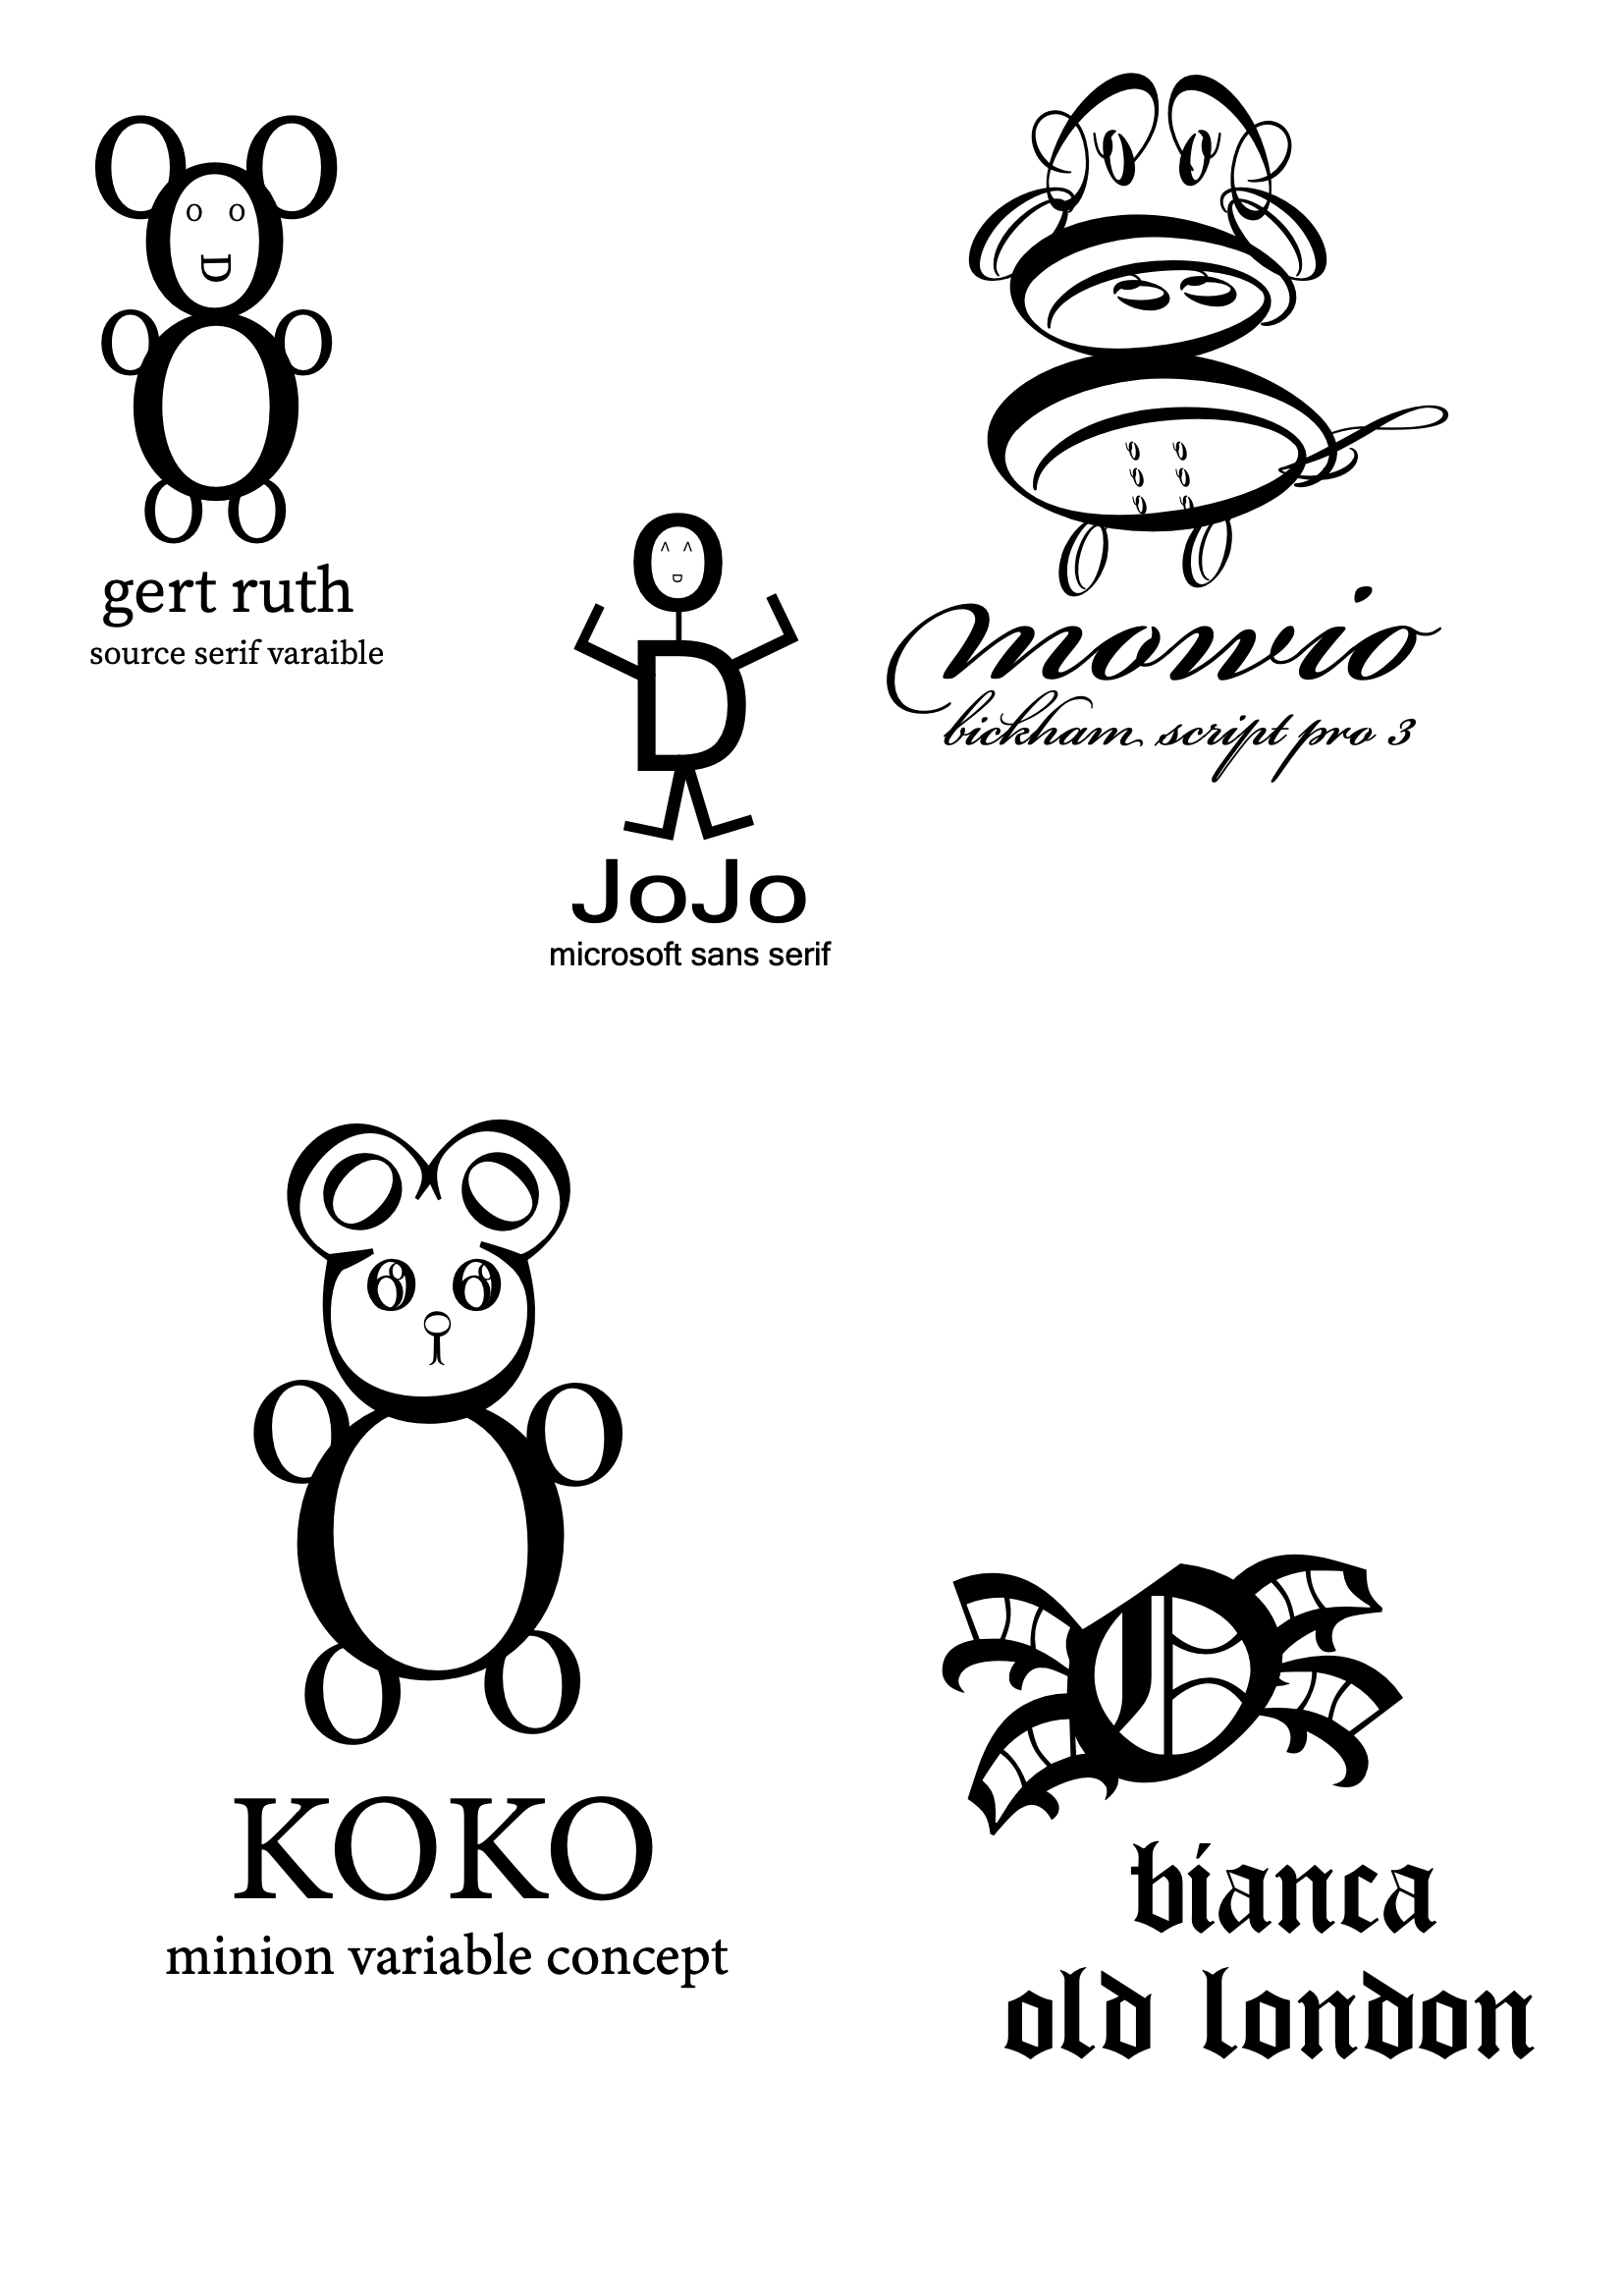 gert ruth
source serif varaible
mowio
bickham script pro 3
JoJo
microsoft sans serif
KOKO
minion variable concept
bianca
old london